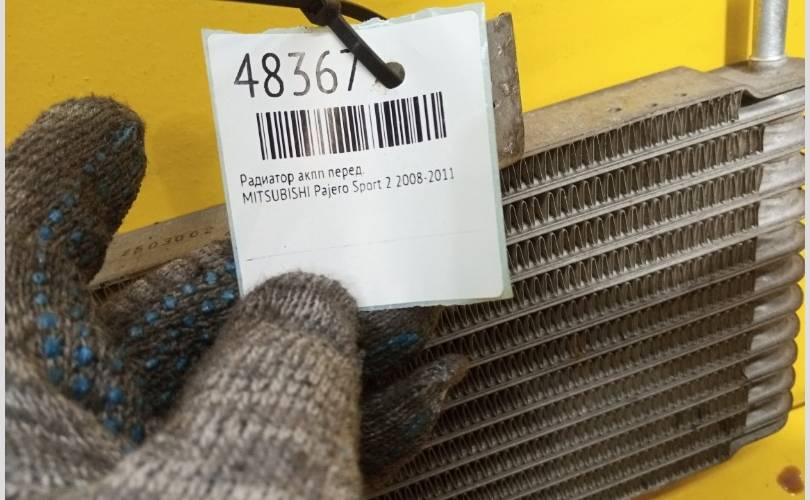 48367
Радиатор акпп перед.
MITSUBISHI Pajero Sport 2 2008-2011